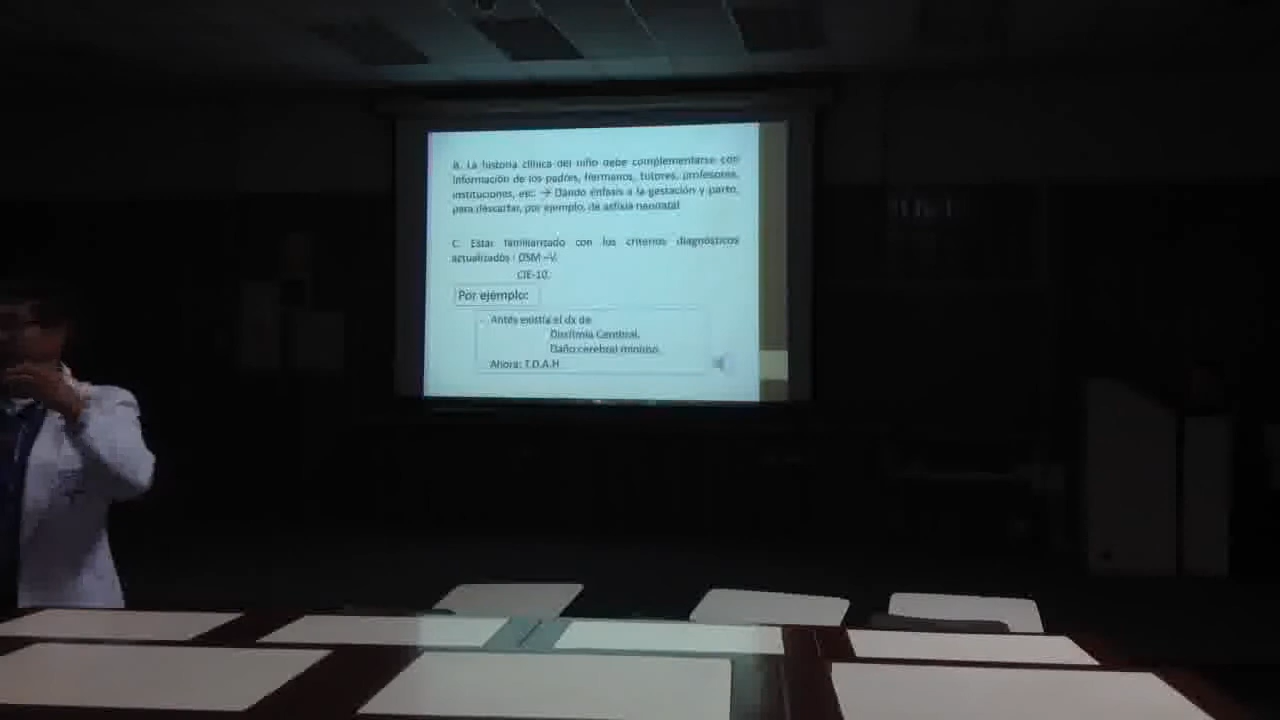 B. La historia clínica del niño debe complementarse con
información de los padres, hermanos, tutores, profesores,
instituciones, etc. → Dando énfasis a la gestación y parto,
para descartar, por ejemplo, de asfixia neonatal
C. Estar familiarizado con los criterios diagnósticos
actualizados : DSM –V.
CIE-10.
Por ejemplo:
Antes existía el dx de
Disritmia Cerebral.
Daño cerebral mínimo.
Ahora: T.D.A.H